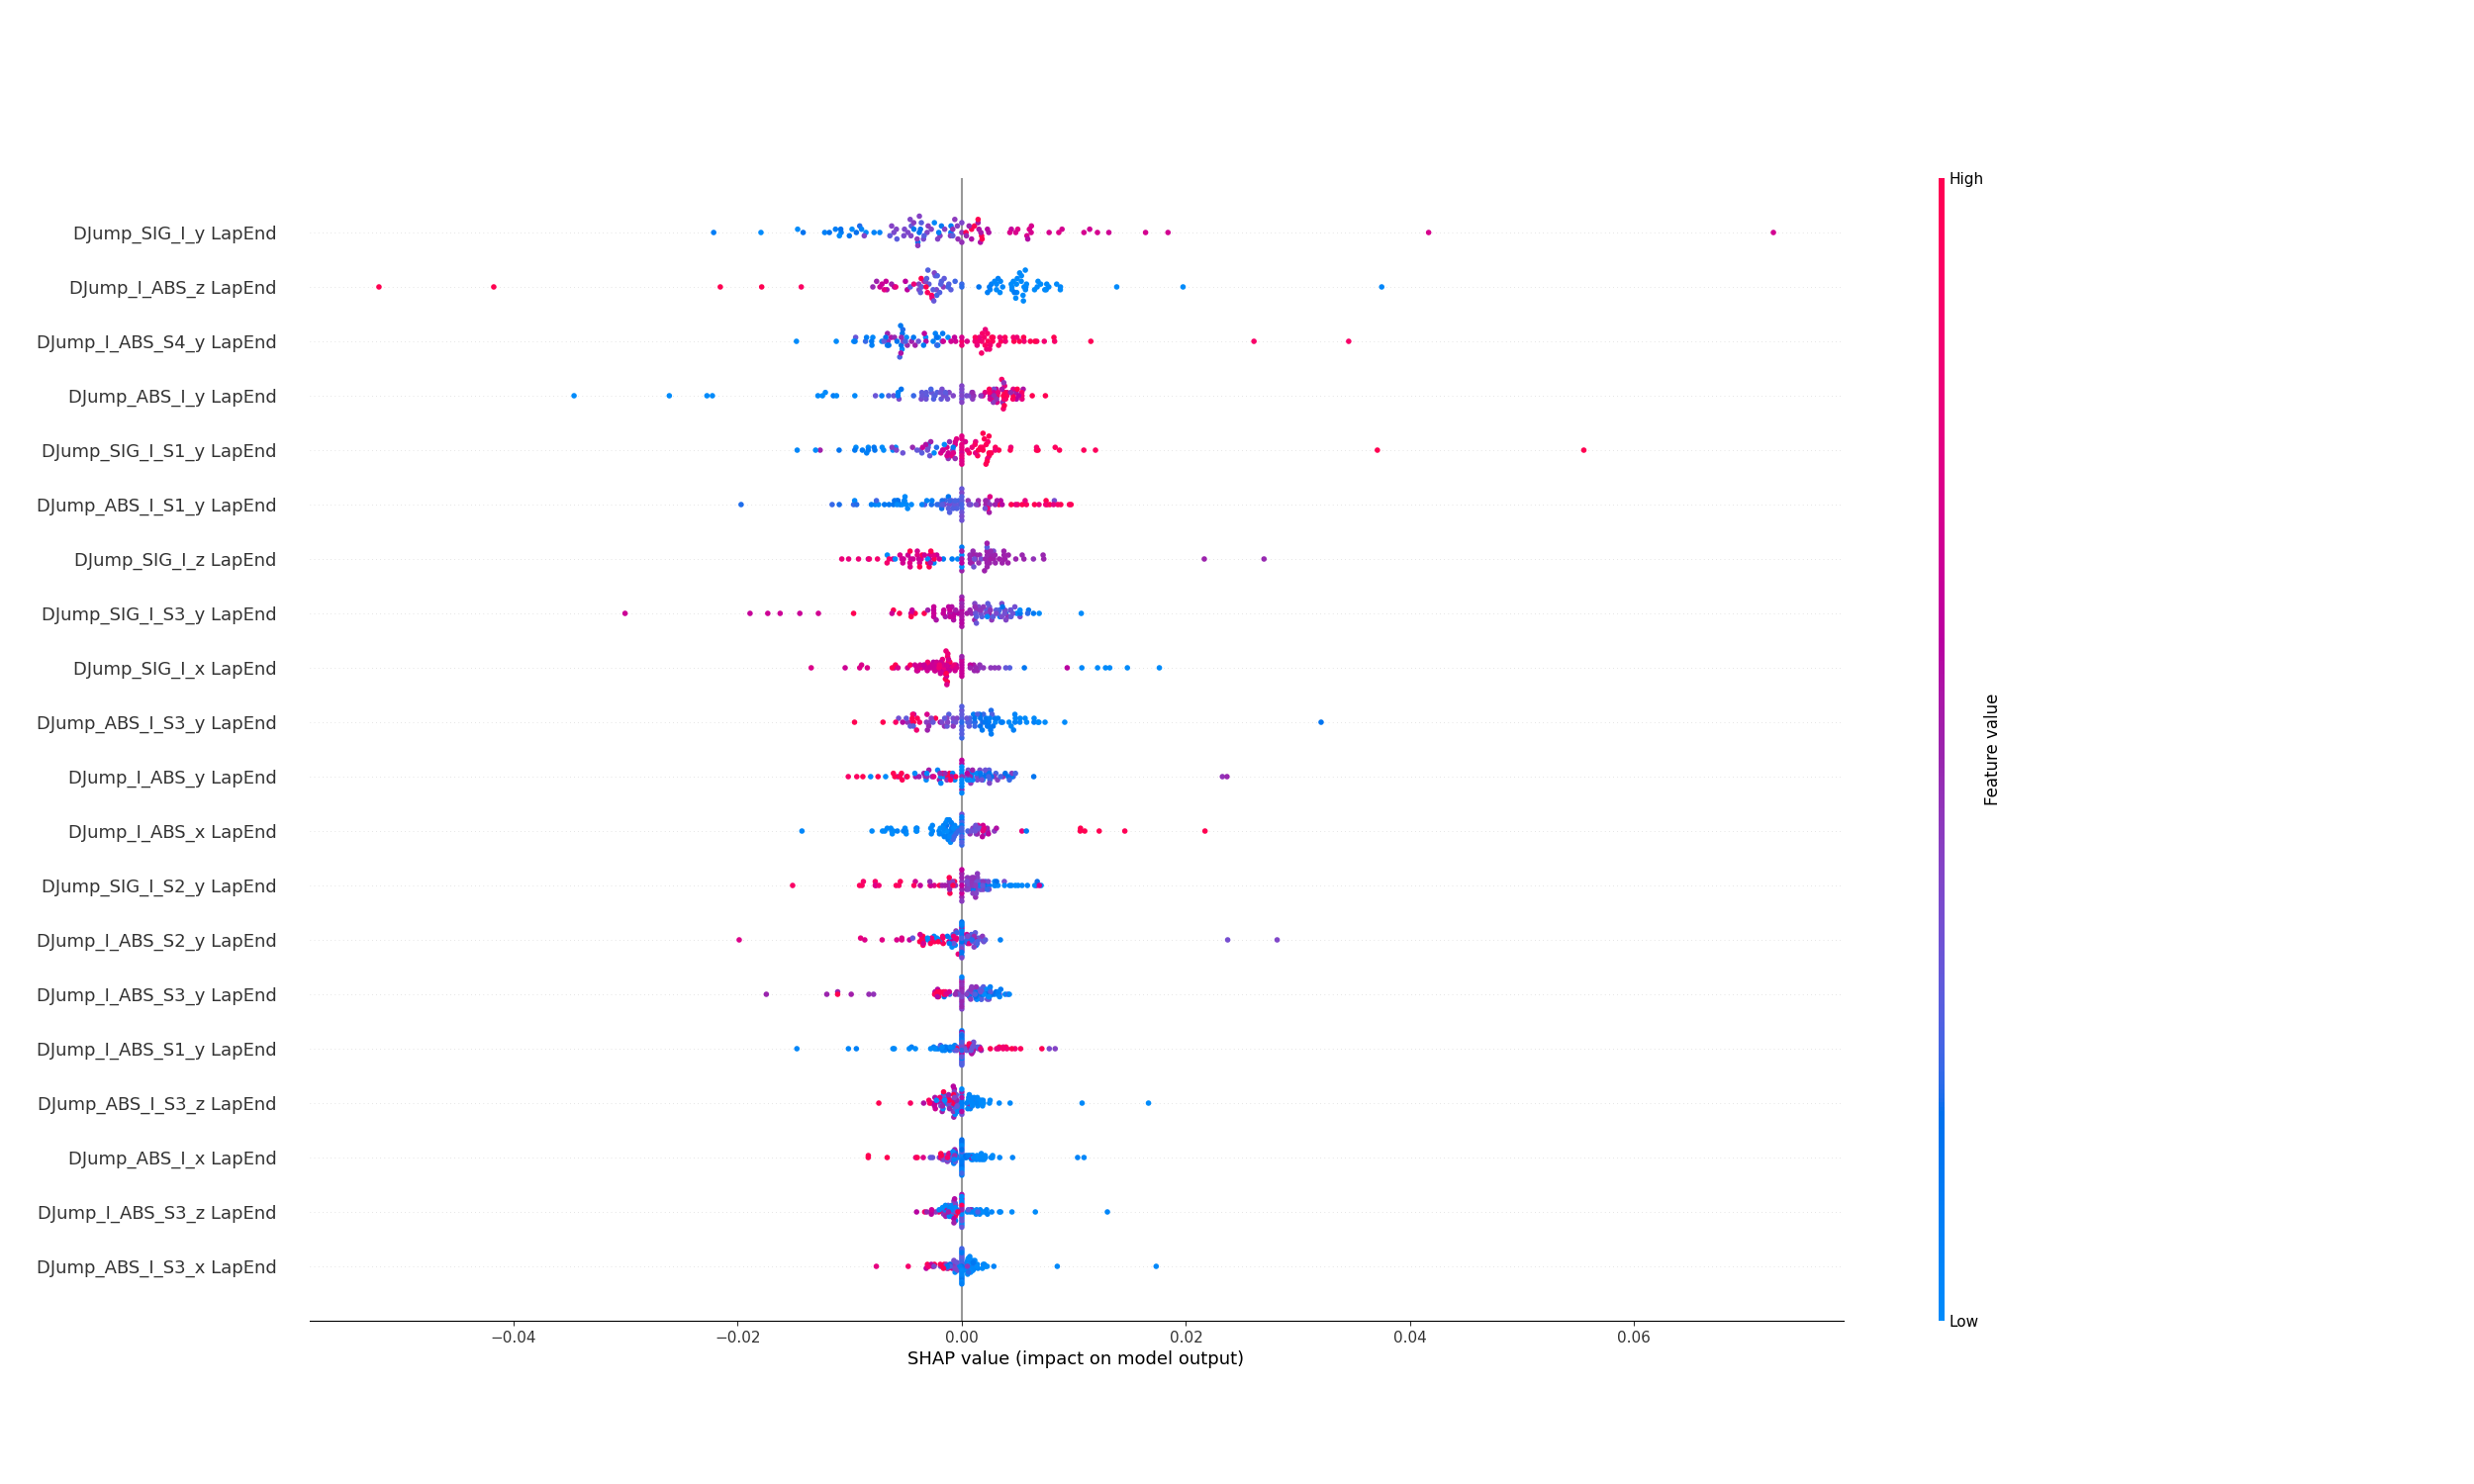 High
DJump_SIG_I_y LapEnd
DJump_I_ABS_z LapEnd
DJump_I_ABS_S4_y LapEnd
DJump_ABS_I_y LapEnd
DJump_SIG_I_S1_y LapEnd
DJump_ABS_I_S1_y LapEnd
DJump_SIG_I_z LapEnd
DJump_SIG_I_S3_y LapEnd
DJump_SIG_I_x LapEnd
DJump_ABS_I_S3_y LapEnd
DJump_I_ABS_y LapEnd
DJump_I_ABS_x LapEnd
DJump_SIG_I_S2_y LapEnd
DJump_I_ABS_S2_y LapEnd
DJump_I_ABS_S3_y LapEnd
DJump_I_ABS_S1_y LapEnd
DJump_ABS_I_S3_z LapEnd
DJump_ABS_I_x LapEnd
DJump_I_ABS_S3_z LapEnd
DJump_ABS_I_S3_x LapEnd
Feature value
Low
−0.04 −0.02 0.00 0.02 0.04 0.06
SHAP value (impact on model output)